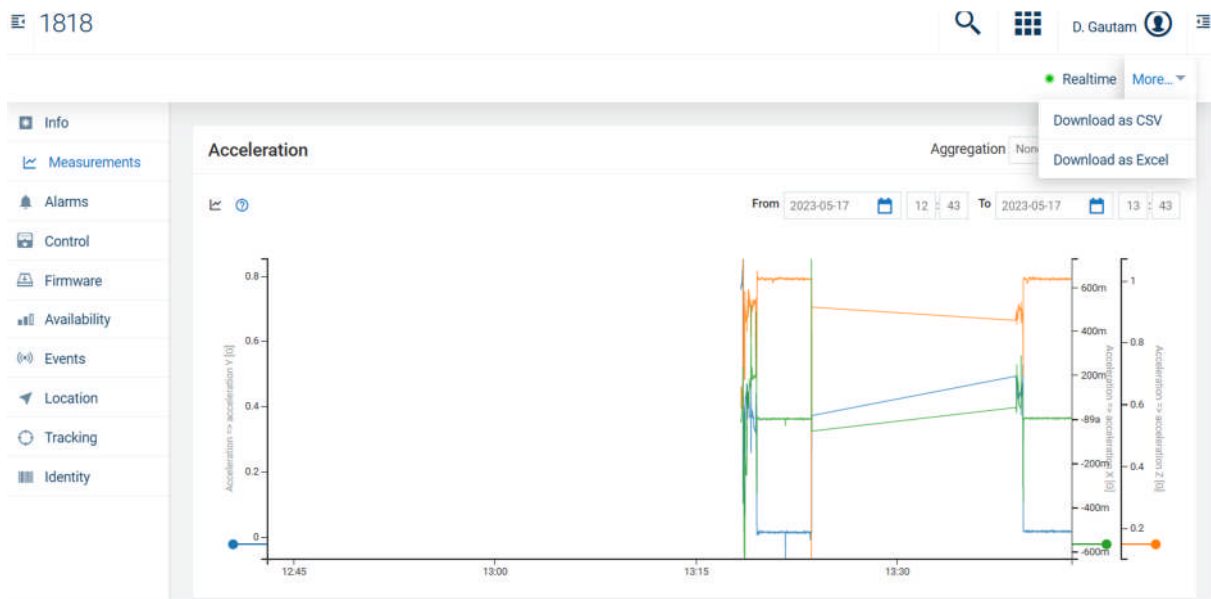 1818
D. Gautam
Realtime More...
Download as CSV
Download as Excel
Info
Measurements
Alarms
Control
Firmware
Availability
Events
Location
Tracking
Identity
Acceleration
Aggregation Non
From 2023-05-17 12 : 43 To 2023-05-17 13 : 43
0.8
0.6
0.4
0.2
0
Acceleration => acceleration Y [G]
600m
400m
200m
-89a
-200m
-400m
-600m
Acceleration => acceleration X [G]
1
0.8
0.6
0.4
0.2
Acceleration => acceleration Z [G]
12:45 13:00 13:15 13:30